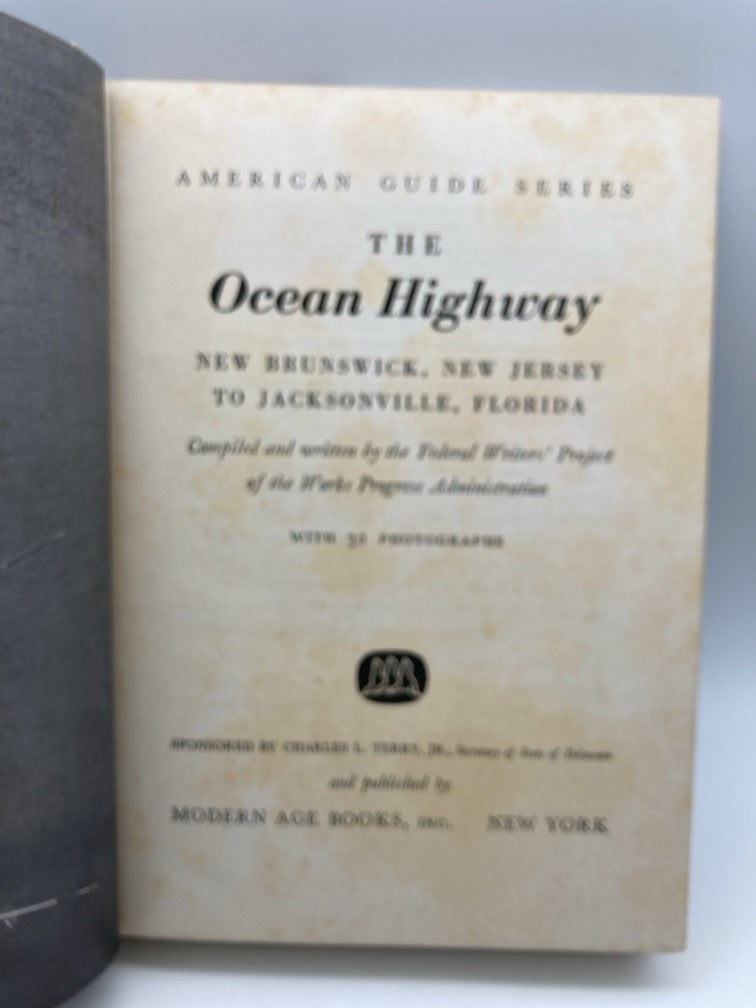 AMERICAN GUIDE SERIES
THE
Ocean Highway
NEW BRUNSWICK, NEW JERSEY
TO JACKSONVILLE, FLORIDA
Compiled and written by the Federal Writers' Project
of the Works Progress Administration
WITH PHOTOGRAPHS
SPONSORED BY CHARLES L. TERRY, JR., Secretary of State of Delaware
and published by
MODERN AGE BOOKS, INC. NEW YORK